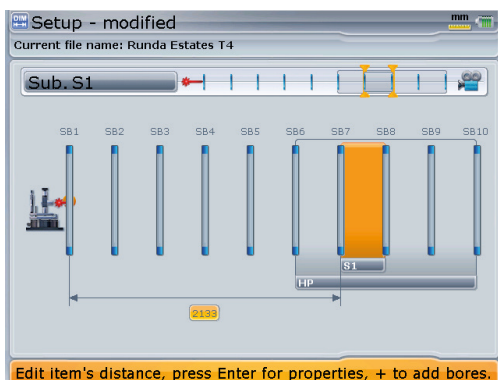 DIM Setup - modified
mm
Current file name: Runda Estates T4
Sub. S1
SB1 SB2 SB3 SB4 SB5 SB6 SB7 SB8 SB9 SB10
S1
HP
2133
Edit item's distance, press Enter for properties, + to add bores.